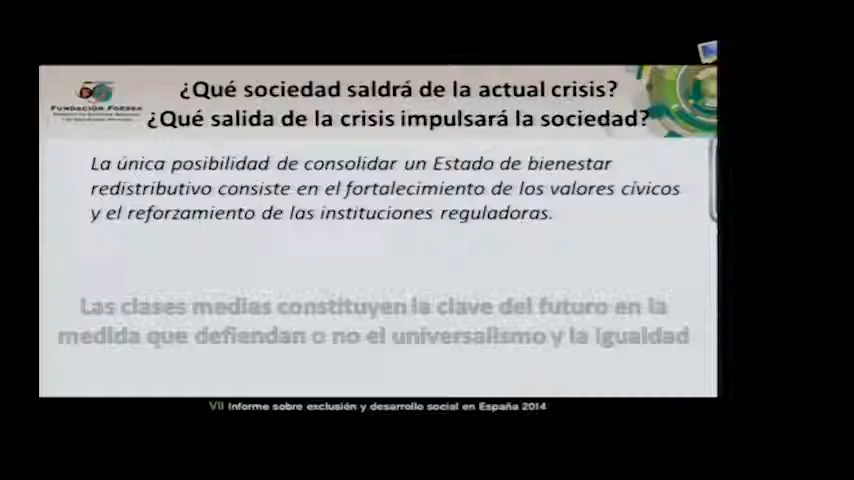 ¿Qué sociedad saldrá de la actual crisis?
¿Qué salida de la crisis impulsará la sociedad?
FUNDACIÓN FOESSA
La única posibilidad de consolidar un Estado de bienestar
redistributivo consiste en el fortalecimiento de los valores cívicos
y el reforzamiento de las instituciones reguladoras.
Las clases medias constituyen la clave del futuro en la
medida que defiendan o no el universalismo y la igualdad
VII Informe sobre exclusión y desarrollo social en España 2014